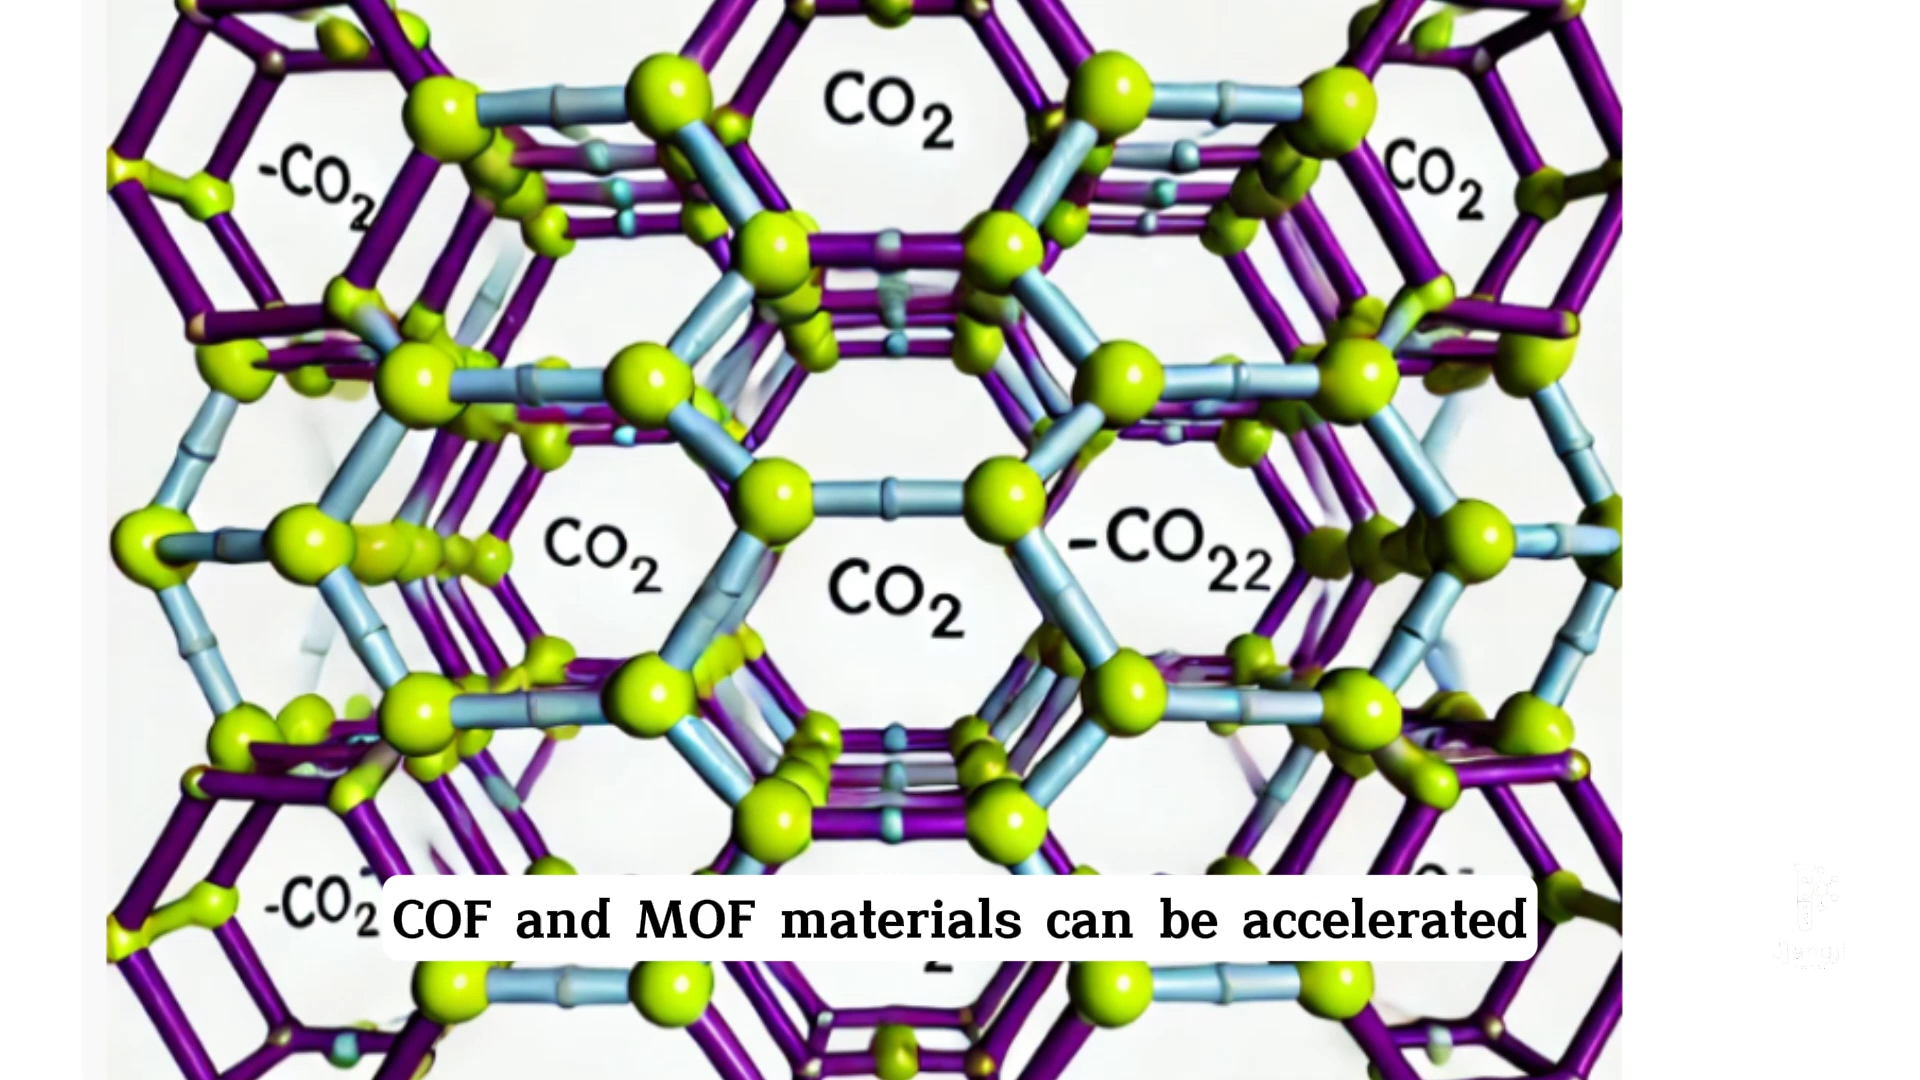 CO2
-CO2
CO2
CO2
-CO22
CO2
-CO2
COF and MOF materials can be accelerated